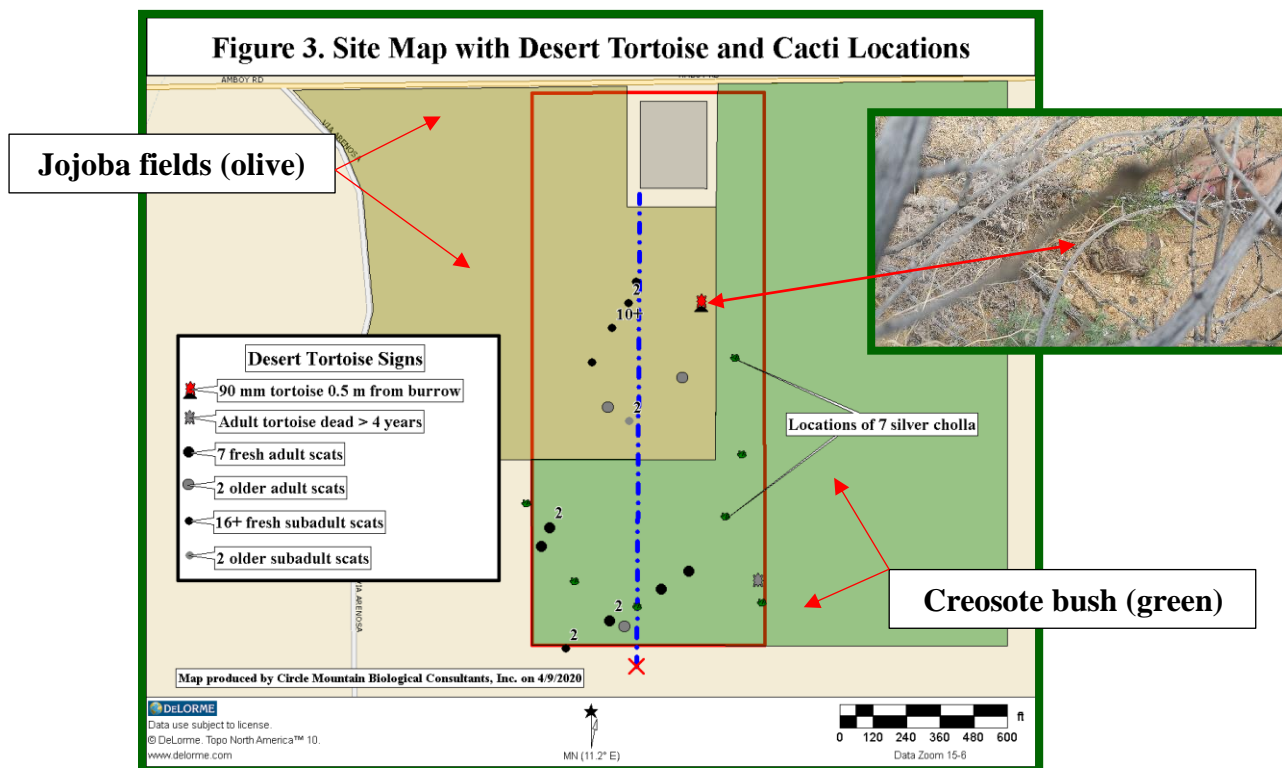 Figure 3. Site Map with Desert Tortoise and Cacti Locations
AMBOY RD
VIA ARENOSA
Jojoba fields (olive)
2
10+
2
Desert Tortoise Signs
90 mm tortoise 0.5 m from burrow
Adult tortoise dead > 4 years
7 fresh adult scats
2 older adult scats
16+ fresh subadult scats
2 older subadult scats
Locations of 7 silver cholla
2
2
2
VIA ARENOSA
Creosote bush (green)
Map produced by Circle Mountain Biological Consultants, Inc. on 4/9/2020
DELORME
Data use subject to license.
© DeLorme. Topo North America™ 10.
www.delorme.com
MN (11.2° E)
ft
0 120 240 360 480 600
Data Zoom 15-6